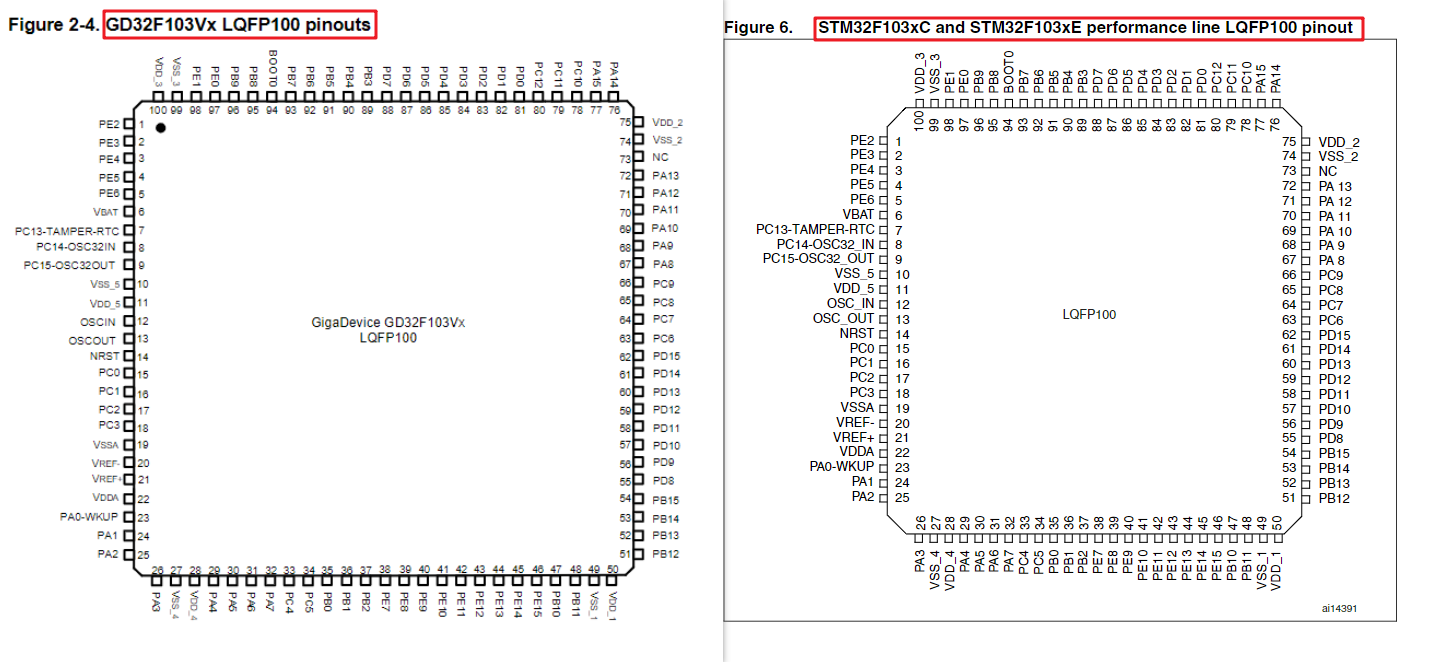 Figure 2-4. GD32F103Vx LQFP100 pinouts
VDD_3 VSS_3 PE1 PE0 PB9 PB8 BOOT0 PB7 PB6 PB5 PB4 PB3 PD7 PD6 PD5 PD4 PD3 PD2 PD1 PD0 PC12 PC11 PC10 PA15 PA14
100 99 98 97 96 95 94 93 92 91 90 89 88 87 86 85 84 83 82 81 80 79 78 77 76
PE2 1
PE3 2
PE4 3
PE5 4
PE6 5
VBAT 6
PC13-TAMPER-RTC 7
PC14-OSC32IN 8
PC15-OSC32OUT 9
VSS_5 10
VDD_5 11
OSCIN 12
OSCOUT 13
NRST 14
PC0 15
PC1 16
PC2 17
PC3 18
VSSA 19
VREF- 20
VREF+ 21
VDDA 22
PA0-WKUP 23
PA1 24
PA2 25
GigaDevice GD32F103Vx
LQFP100
75 VDD_2
74 VSS_2
73 NC
72 PA13
71 PA12
70 PA11
69 PA10
68 PA9
67 PA8
66 PC9
65 PC8
64 PC7
63 PC6
62 PD15
61 PD14
60 PD13
59 PD12
58 PD11
57 PD10
56 PD9
55 PD8
54 PB15
53 PB14
52 PB13
51 PB12
26 27 28 29 30 31 32 33 34 35 36 37 38 39 40 41 42 43 44 45 46 47 48 49 50
PA3 VSS_4 VDD_4 PA4 PA5 PA6 PA7 PC4 PC5 PB0 PB1 PB2 PE7 PE8 PE9 PE10 PE11 PE12 PE13 PE14 PE15 PB10 PB11 VSS_1 VDD_1
Figure 6. STM32F103xC and STM32F103xE performance line LQFP100 pinout
VDD_3 VSS_3 PE1 PE0 PB9 PB8 BOOT0 PB7 PB6 PB5 PB4 PB3 PD7 PD6 PD5 PD4 PD3 PD2 PD1 PD0 PC12 PC11 PC10 PA15 PA14
100 99 98 97 96 95 94 93 92 91 90 89 88 87 86 85 84 83 82 81 80 79 78 77 76
PE2 1
PE3 2
PE4 3
PE5 4
PE6 5
VBAT 6
PC13-TAMPER-RTC 7
PC14-OSC32_IN 8
PC15-OSC32_OUT 9
VSS_5 10
VDD_5 11
OSC_IN 12
OSC_OUT 13
NRST 14
PC0 15
PC1 16
PC2 17
PC3 18
VSSA 19
VREF- 20
VREF+ 21
VDDA 22
PA0-WKUP 23
PA1 24
PA2 25
LQFP100
75 VDD_2
74 VSS_2
73 NC
72 PA 13
71 PA 12
70 PA 11
69 PA 10
68 PA 9
67 PA 8
66 PC9
65 PC8
64 PC7
63 PC6
62 PD15
61 PD14
60 PD13
59 PD12
58 PD11
57 PD10
56 PD9
55 PD8
54 PB15
53 PB14
52 PB13
51 PB12
26 27 28 29 30 31 32 33 34 35 36 37 38 39 40 41 42 43 44 45 46 47 48 49 50
PA3 VSS_4 VDD_4 PA4 PA5 PA6 PA7 PC4 PC5 PB0 PB1 PB2 PE7 PE8 PE9 PE10 PE11 PE12 PE13 PE14 PE15 PB10 PB11 VSS_1 VDD_1
ai14391